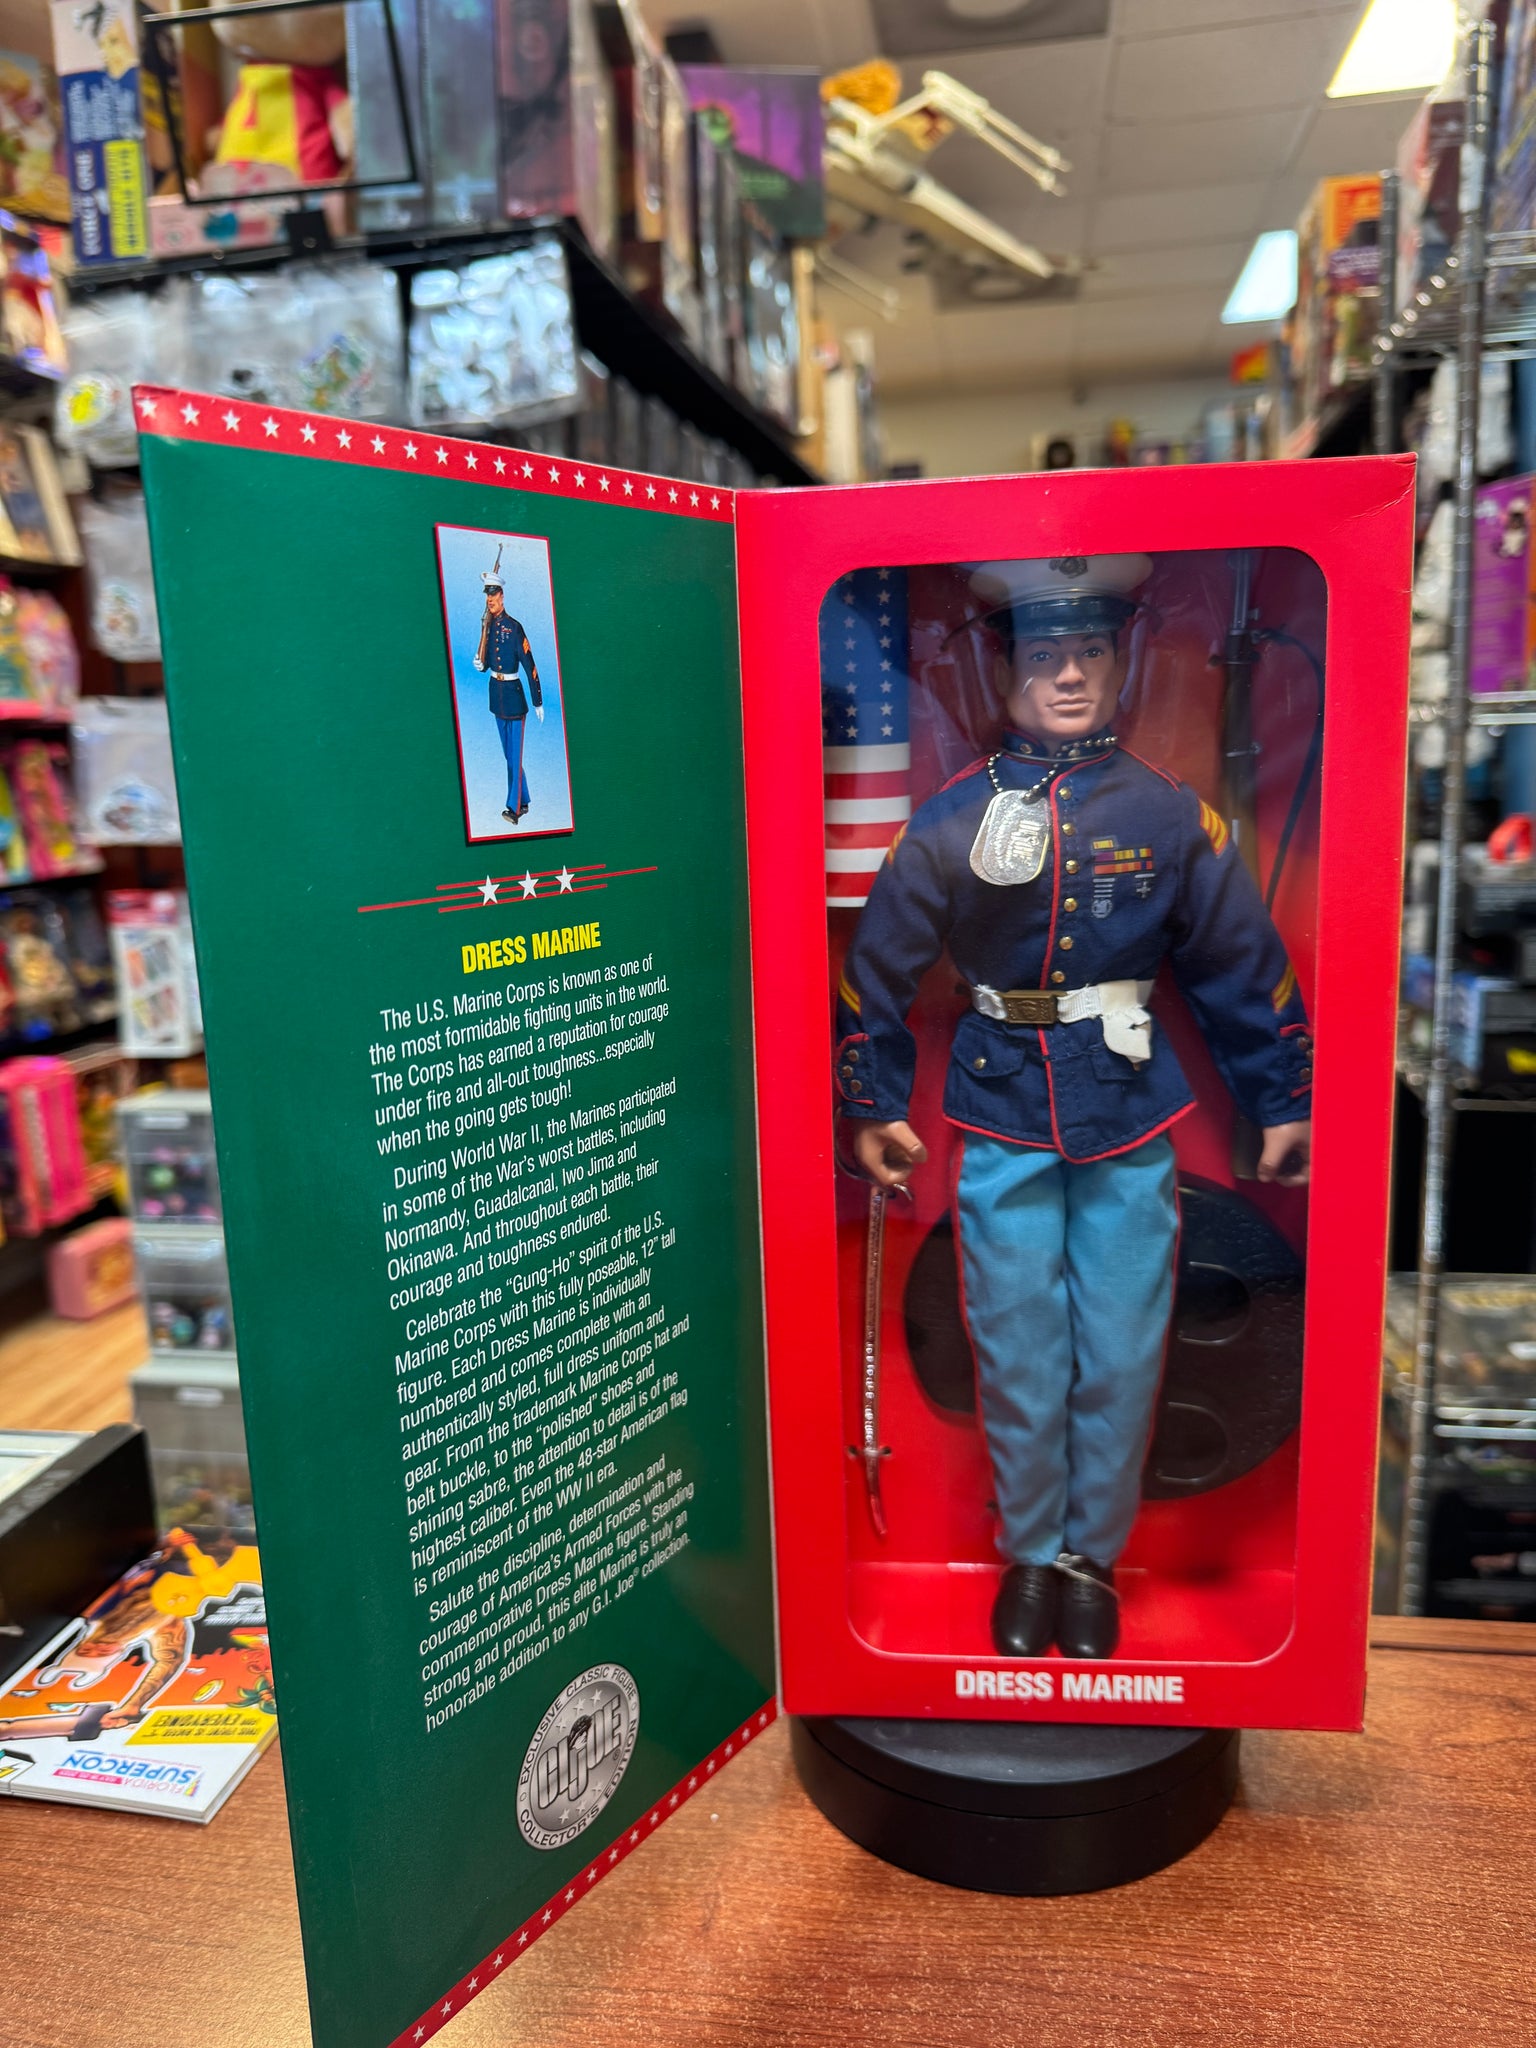 DRESS MARINE
The U.S. Marine Corps is known as one of
the most formidable fighting units in the world.
The Corps has earned a reputation for courage
under fire and all-out toughness...especially
when the going gets tough!
During World War II, the Marines participated
in some of the War's worst battles, including
Normandy, Guadalcanal, Iwo Jima and
Okinawa. And throughout each battle, their
courage and toughness endured.
Celebrate the "Gung-Ho" spirit of the U.S.
Marine Corps with this fully poseable, 12" tall
figure. Each Dress Marine is individually
numbered and comes complete with an
authentically styled, full dress uniform and
gear. From the trademark Marine Corps hat and
belt buckle, to the "polished" shoes and
shining sabre, the attention to detail is of the
highest caliber. Even the 48-star American flag
is reminiscent of the WW II era.
Salute the discipline, determination and
courage of America's Armed Forces with the
commemorative Dress Marine figure. Standing
strong and proud, this elite Marine is truly an
honorable addition to any G.I. Joe® collection.
EXCLUSIVE CLASSIC FIGURE
GI JOE®
COLLECTOR'S EDITION
DRESS MARINE
GI JOE
FLORIDA
SUPERCON
EVERYONE!